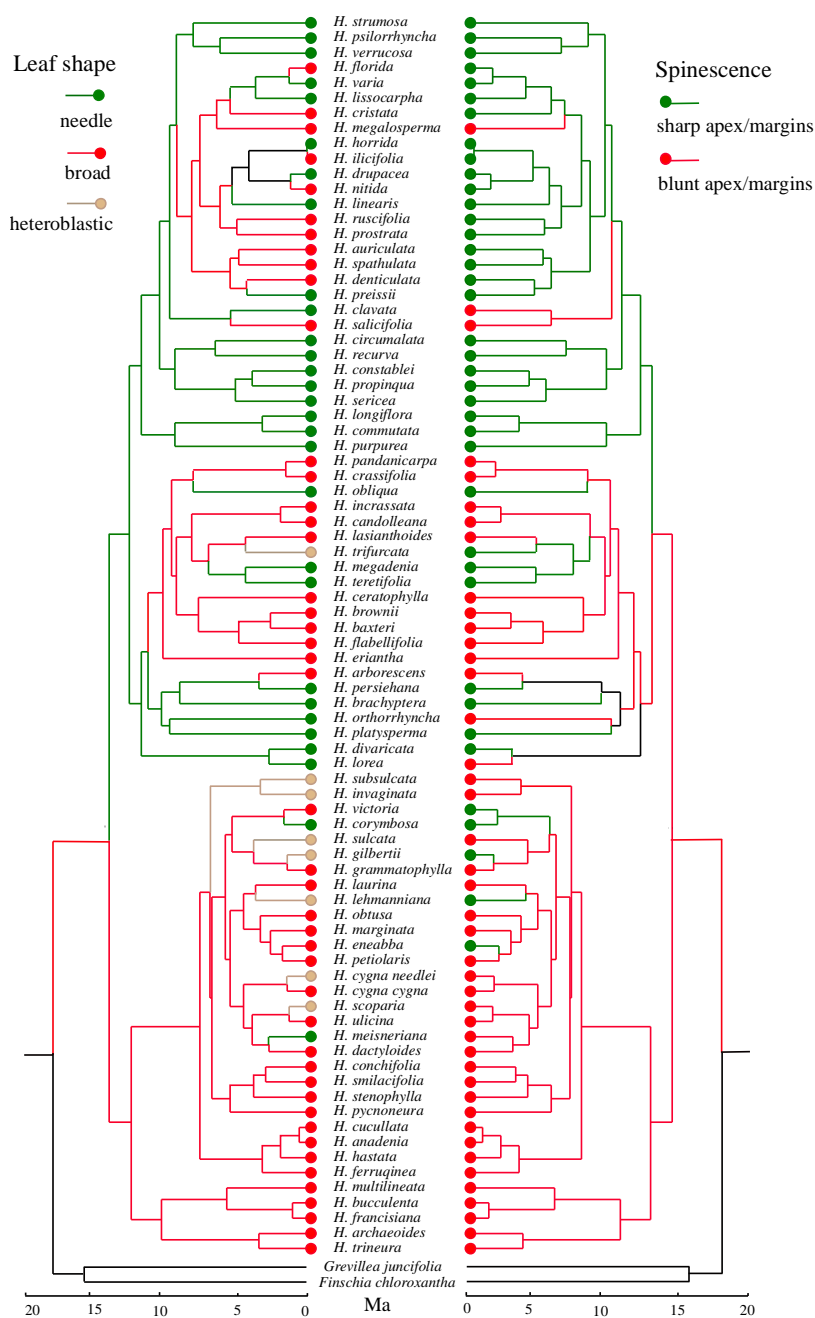 Leaf shape
needle
broad
heteroblastic
Spinescence
sharp apex/margins
blunt apex/margins
H. strumosa
H. psilorrhyncha
H. verrucosa
H. florida
H. varia
H. lissocarpha
H. cristata
H. megalosperma
H. horrida
H. ilicifolia
H. drupacea
H. nitida
H. linearis
H. ruscifolia
H. prostrata
H. auriculata
H. spathulata
H. denticulata
H. preissii
H. clavata
H. salicifolia
H. circumalata
H. recurva
H. constablei
H. propinqua
H. sericea
H. longiflora
H. commutata
H. purpurea
H. pandanicarpa
H. crassifolia
H. obliqua
H. incrassata
H. candolleana
H. lasianthoides
H. trifurcata
H. megadenia
H. teretifolia
H. ceratophylla
H. brownii
H. baxteri
H. flabellifolia
H. eriantha
H. arborescens
H. persiehana
H. brachyptera
H. orthorrhyncha
H. platysperma
H. divaricata
H. lorea
H. subsulcata
H. invaginata
H. victoria
H. corymbosa
H. sulcata
H. gilbertii
H. grammatophylla
H. laurina
H. lehmanniana
H. obtusa
H. marginata
H. eneabba
H. petiolaris
H. cygna needlei
H. cygna cygna
H. scoparia
H. ulicina
H. meisneriana
H. dactyloides
H. conchifolia
H. smilacifolia
H. stenophylla
H. pycnoneura
H. cucullata
H. anadenia
H. hastata
H. ferruqinea
H. multilineata
H. bucculenta
H. francisiana
H. archaeoides
H. trineura
Grevillea juncifolia
Finschia chloroxantha
20 15 10 5 0 Ma 0 5 10 15 20